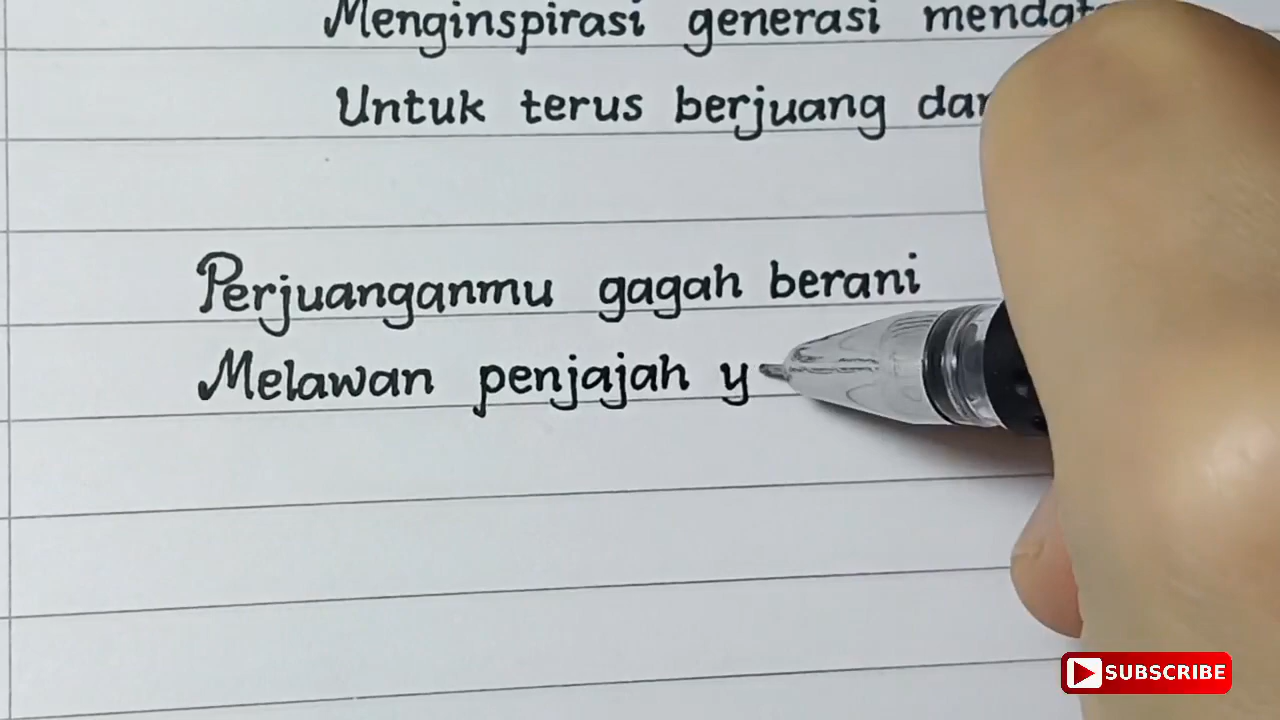 Menginspirasi generasi
Untuk terus berjuang
Perjuanganmu gagah berani
Melawan penjajah y
SUBSCRIBE